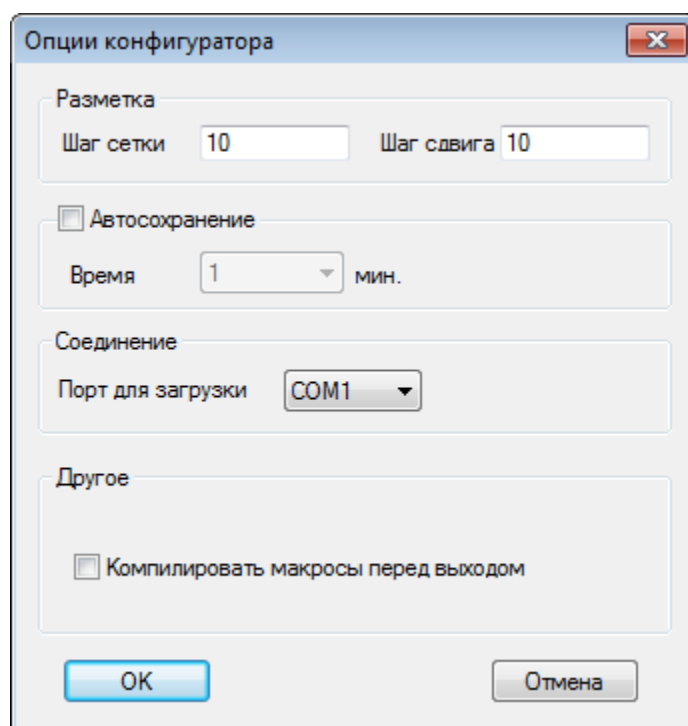 Опции конфигуратора
Разметка
Шаг сетки 10 Шаг сдвига 10
Автосохранение
Время 1 мин.
Соединение
Порт для загрузки COM1
Другое
Компилировать макросы перед выходом
OK Отмена